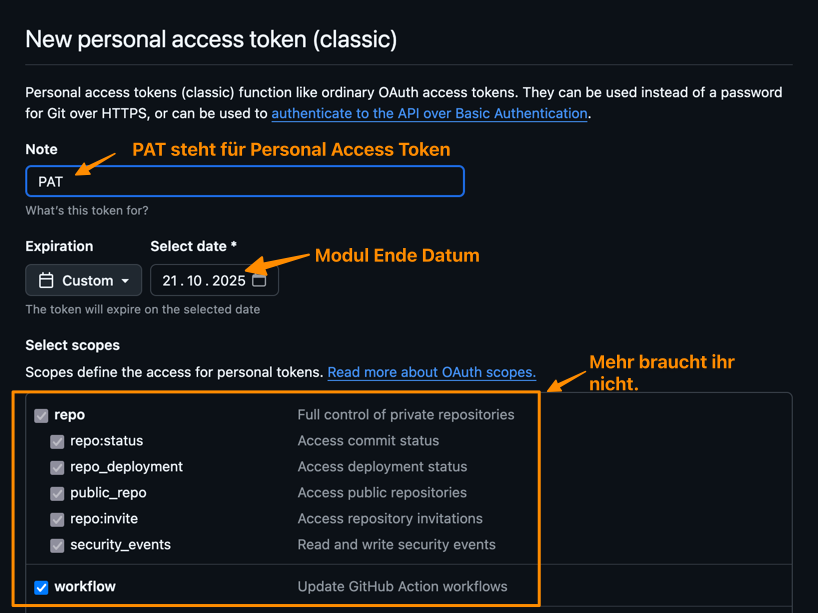 New personal access token (classic)
Personal access tokens (classic) function like ordinary OAuth access tokens. They can be used instead of a password
for Git over HTTPS, or can be used to authenticate to the API over Basic Authentication.
Note
PAT steht für Personal Access Token
PAT
What's this token for?
Expiration
Select date *
Modul Ende Datum
Custom
21.10.2025
The token will expire on the selected date
Select scopes
Scopes define the access for personal tokens. Read more about OAuth scopes.
Mehr braucht ihr
nicht.
repo Full control of private repositories
repo:status Access commit status
repo_deployment Access deployment status
public_repo Access public repositories
repo:invite Access repository invitations
security_events Read and write security events
workflow Update GitHub Action workflows